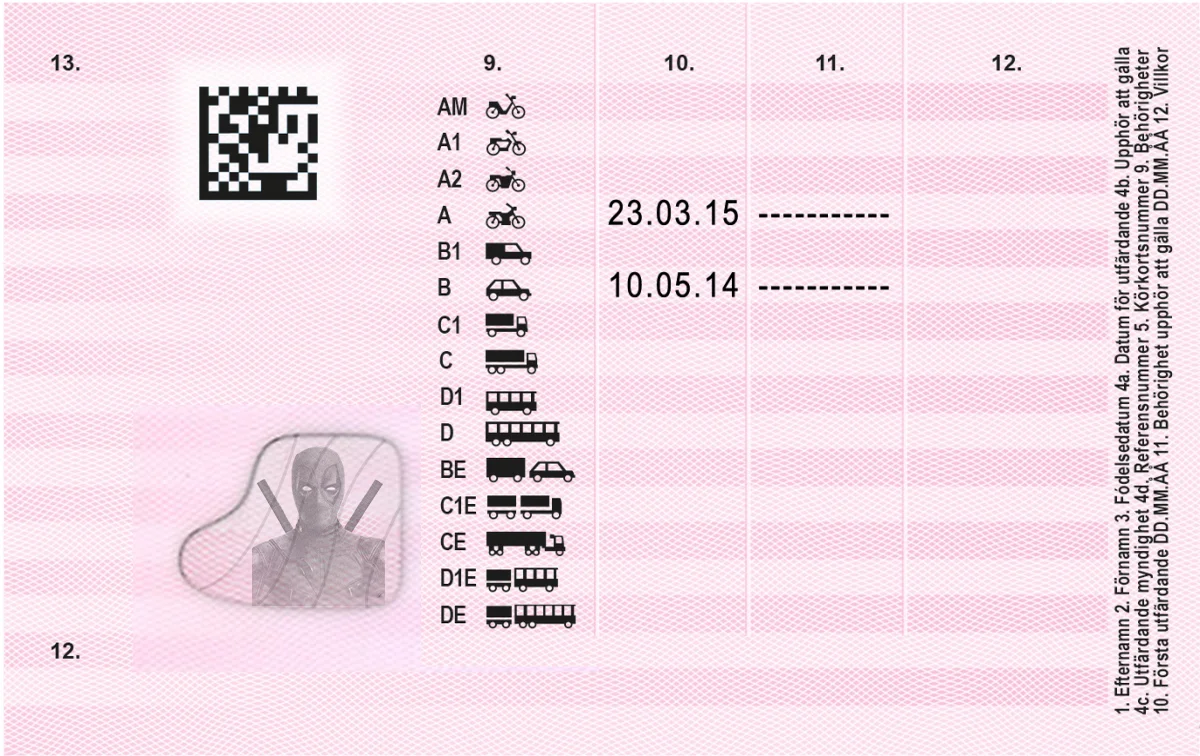 13.
9. 10. 11. 12.
AM
A1
A2
A 23.03.15 -----------
B1
B 10.05.14 -----------
C1
C
D1
D
BE
C1E
CE
D1E
DE
12.
1. Efternamn 2. Förnamn 3. Födelsedatum 4a. Datum för utfärdande 4b. Upphör att gälla
4c. Utfärdande myndighet 4d. Referensnummer 5. Körkortsnummer 9. Behörigheter
10. Första utfärdande DD.MM.ÅÅ 11. Behörighet upphör att gälla DD.MM.ÅÅ 12. Villkor